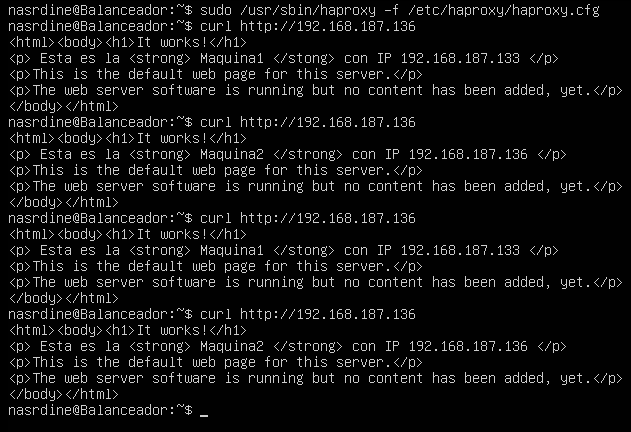 nasrdine@Balanceador:~$ sudo /usr/sbin/haproxy -f /etc/haproxy/haproxy.cfg
nasrdine@Balanceador:~$ curl http://192.168.187.136
<html><body><h1>It works!</h1>
<p> Esta es la <strong> Maquina1 </stong> con IP 192.168.187.133 </p>
<p>This is the default web page for this server.</p>
<p>The web server software is running but no content has been added, yet.</p>
</body></html>
nasrdine@Balanceador:~$ curl http://192.168.187.136
<html><body><h1>It works!</h1>
<p> Esta es la <strong> Maquina2 </strong> con IP 192.168.187.136 </p>
<p>This is the default web page for this server.</p>
<p>The web server software is running but no content has been added, yet.</p>
</body></html>
nasrdine@Balanceador:~$ curl http://192.168.187.136
<html><body><h1>It works!</h1>
<p> Esta es la <strong> Maquina1 </stong> con IP 192.168.187.133 </p>
<p>This is the default web page for this server.</p>
<p>The web server software is running but no content has been added, yet.</p>
</body></html>
nasrdine@Balanceador:~$ curl http://192.168.187.136
<html><body><h1>It works!</h1>
<p> Esta es la <strong> Maquina2 </strong> con IP 192.168.187.136 </p>
<p>This is the default web page for this server.</p>
<p>The web server software is running but no content has been added, yet.</p>
</body></html>
nasrdine@Balanceador:~$ _